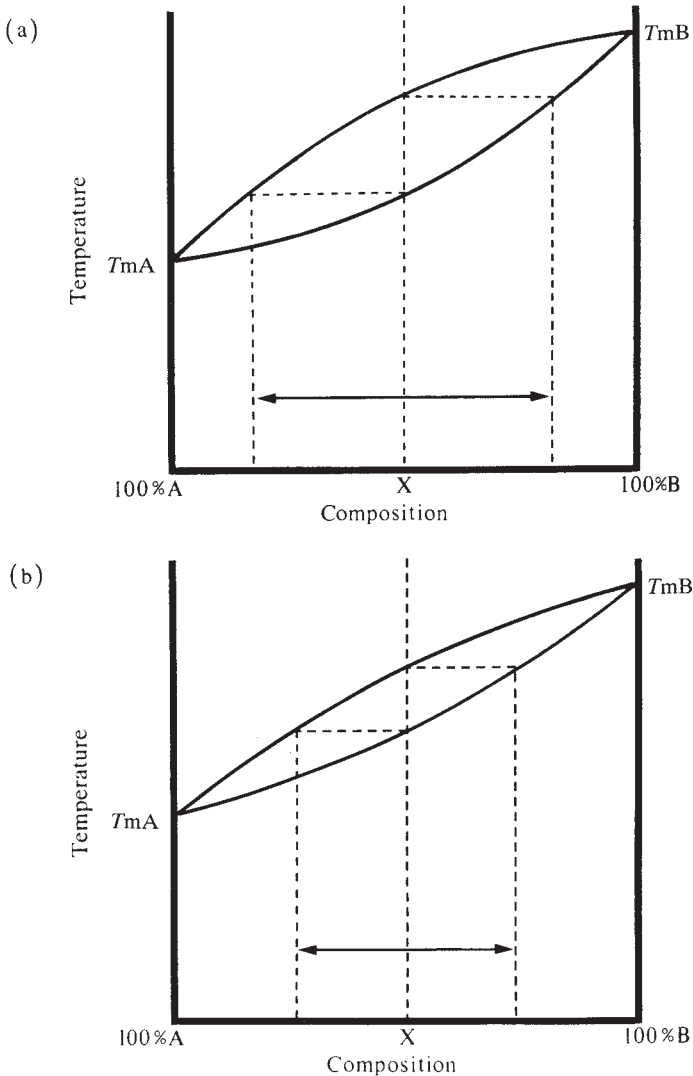 (a)
TmB
Temperature
TmA
100%A X 100%B
Composition
(b)
TmB
Temperature
TmA
100%A X 100%B
Composition